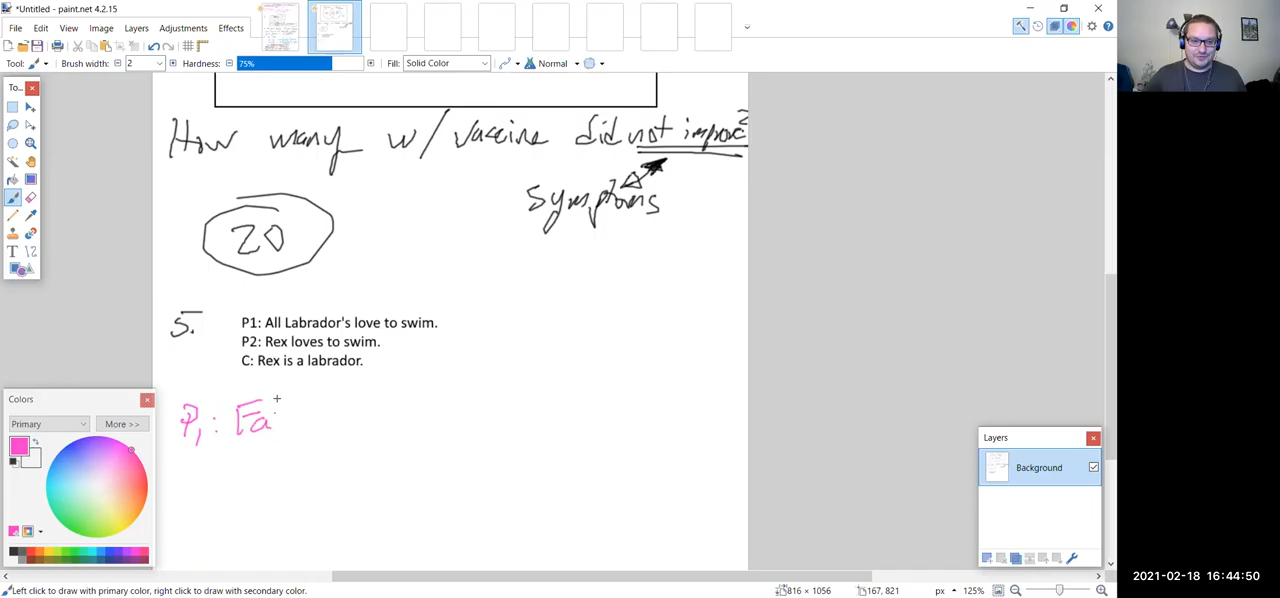 *Untitled - paint.net 4.2.15
File Edit View Image Layers Adjustments Effects
Tool: Brush width: 2 Hardness: 75% Fill: Solid Color Normal
To...
How many w/ vaccine did not improve?
symptoms
20
5.
P1: All Labrador's love to swim.
P2: Rex loves to swim.
C: Rex is a labrador.
P1: Fa
Colors
Primary More >>
Layers
Background
Left click to draw with primary color, right click to draw with secondary color.
816 x 1056 167, 821 px 125%
2021-02-18 16:44:50